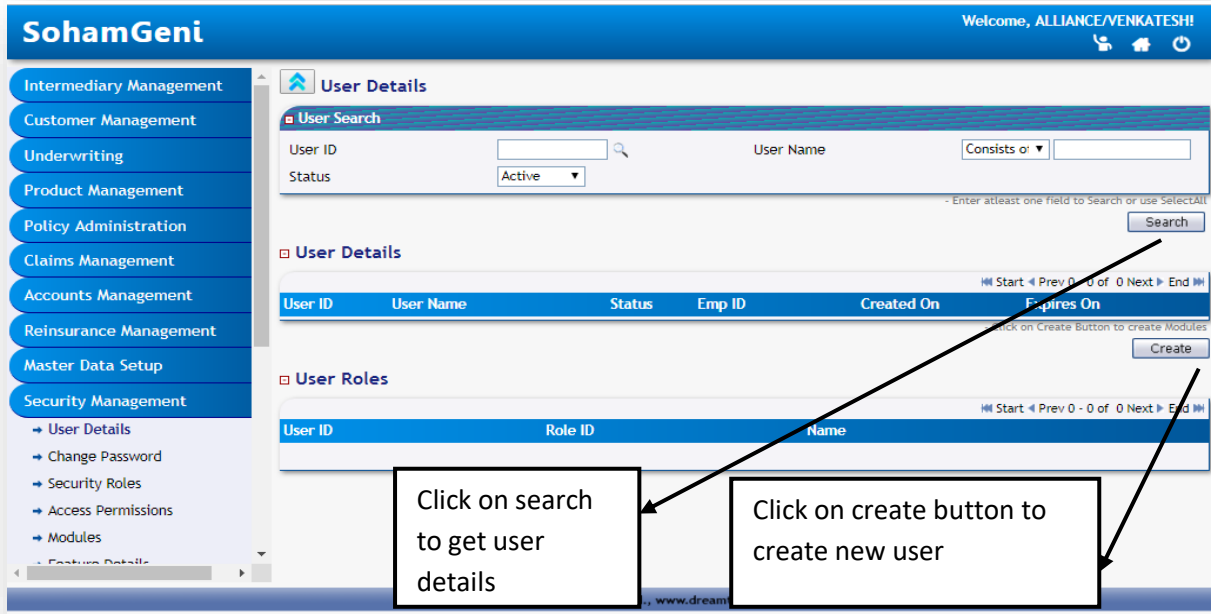 SohamGeni
Welcome, ALLIANCE/VENKATESH!
Intermediary Management
Customer Management
Underwriting
Product Management
Policy Administration
Claims Management
Accounts Management
Reinsurance Management
Master Data Setup
Security Management
User Details
Change Password
Security Roles
Access Permissions
Modules
User Details
User Search
User ID
User Name
Consists of
Status
Active
- Enter atleast one field to Search or use SelectAll
Search
User Details
Start Prev 0 - 0 of 0 Next End
User ID User Name Status Emp ID Created On Expires On
- Click on Create Button to create Modules
Create
User Roles
Start Prev 0 - 0 of 0 Next End
User ID Role ID Name
Click on search
to get user
details
Click on create button to
create new user